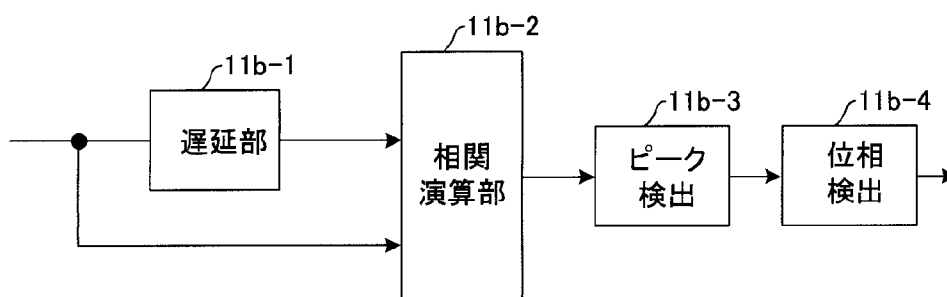 11b-1
遅延部
11b-2
相関
演算部
11b-3
ピーク
検出
11b-4
位相
検出